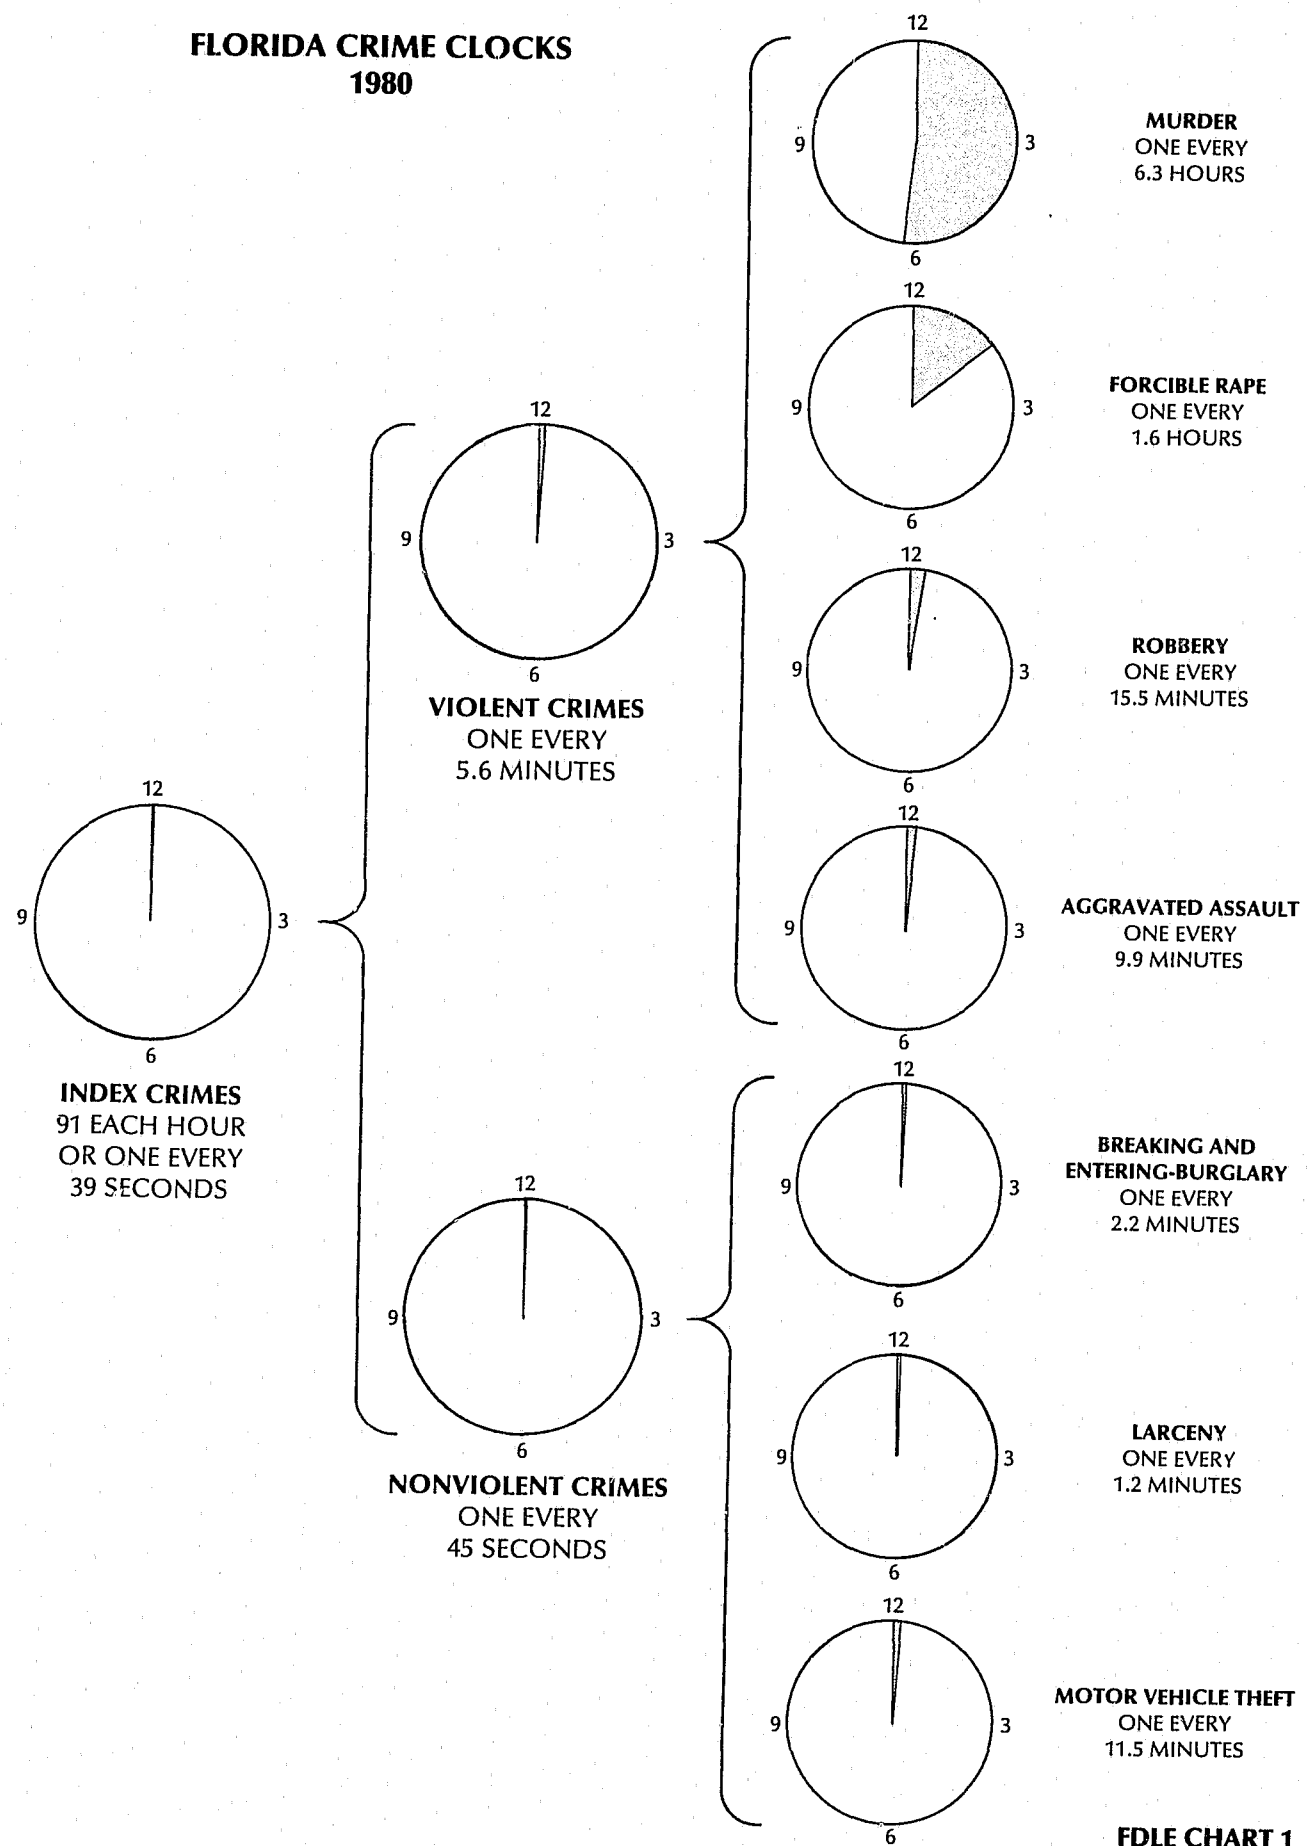 FLORIDA CRIME CLOCKS
1980
12
9
3
6
INDEX CRIMES
91 EACH HOUR
OR ONE EVERY
39 SECONDS
12
9
3
6
VIOLENT CRIMES
ONE EVERY
5.6 MINUTES
12
9
3
6
NONVIOLENT CRIMES
ONE EVERY
45 SECONDS
12
9
3
6
MURDER
ONE EVERY
6.3 HOURS
12
9
3
6
FORCIBLE RAPE
ONE EVERY
1.6 HOURS
12
9
3
6
ROBBERY
ONE EVERY
15.5 MINUTES
12
9
3
6
AGGRAVATED ASSAULT
ONE EVERY
9.9 MINUTES
12
9
3
6
BREAKING AND
ENTERING-BURGLARY
ONE EVERY
2.2 MINUTES
12
9
3
6
LARCENY
ONE EVERY
1.2 MINUTES
12
9
3
6
MOTOR VEHICLE THEFT
ONE EVERY
11.5 MINUTES
FDLE CHART 1